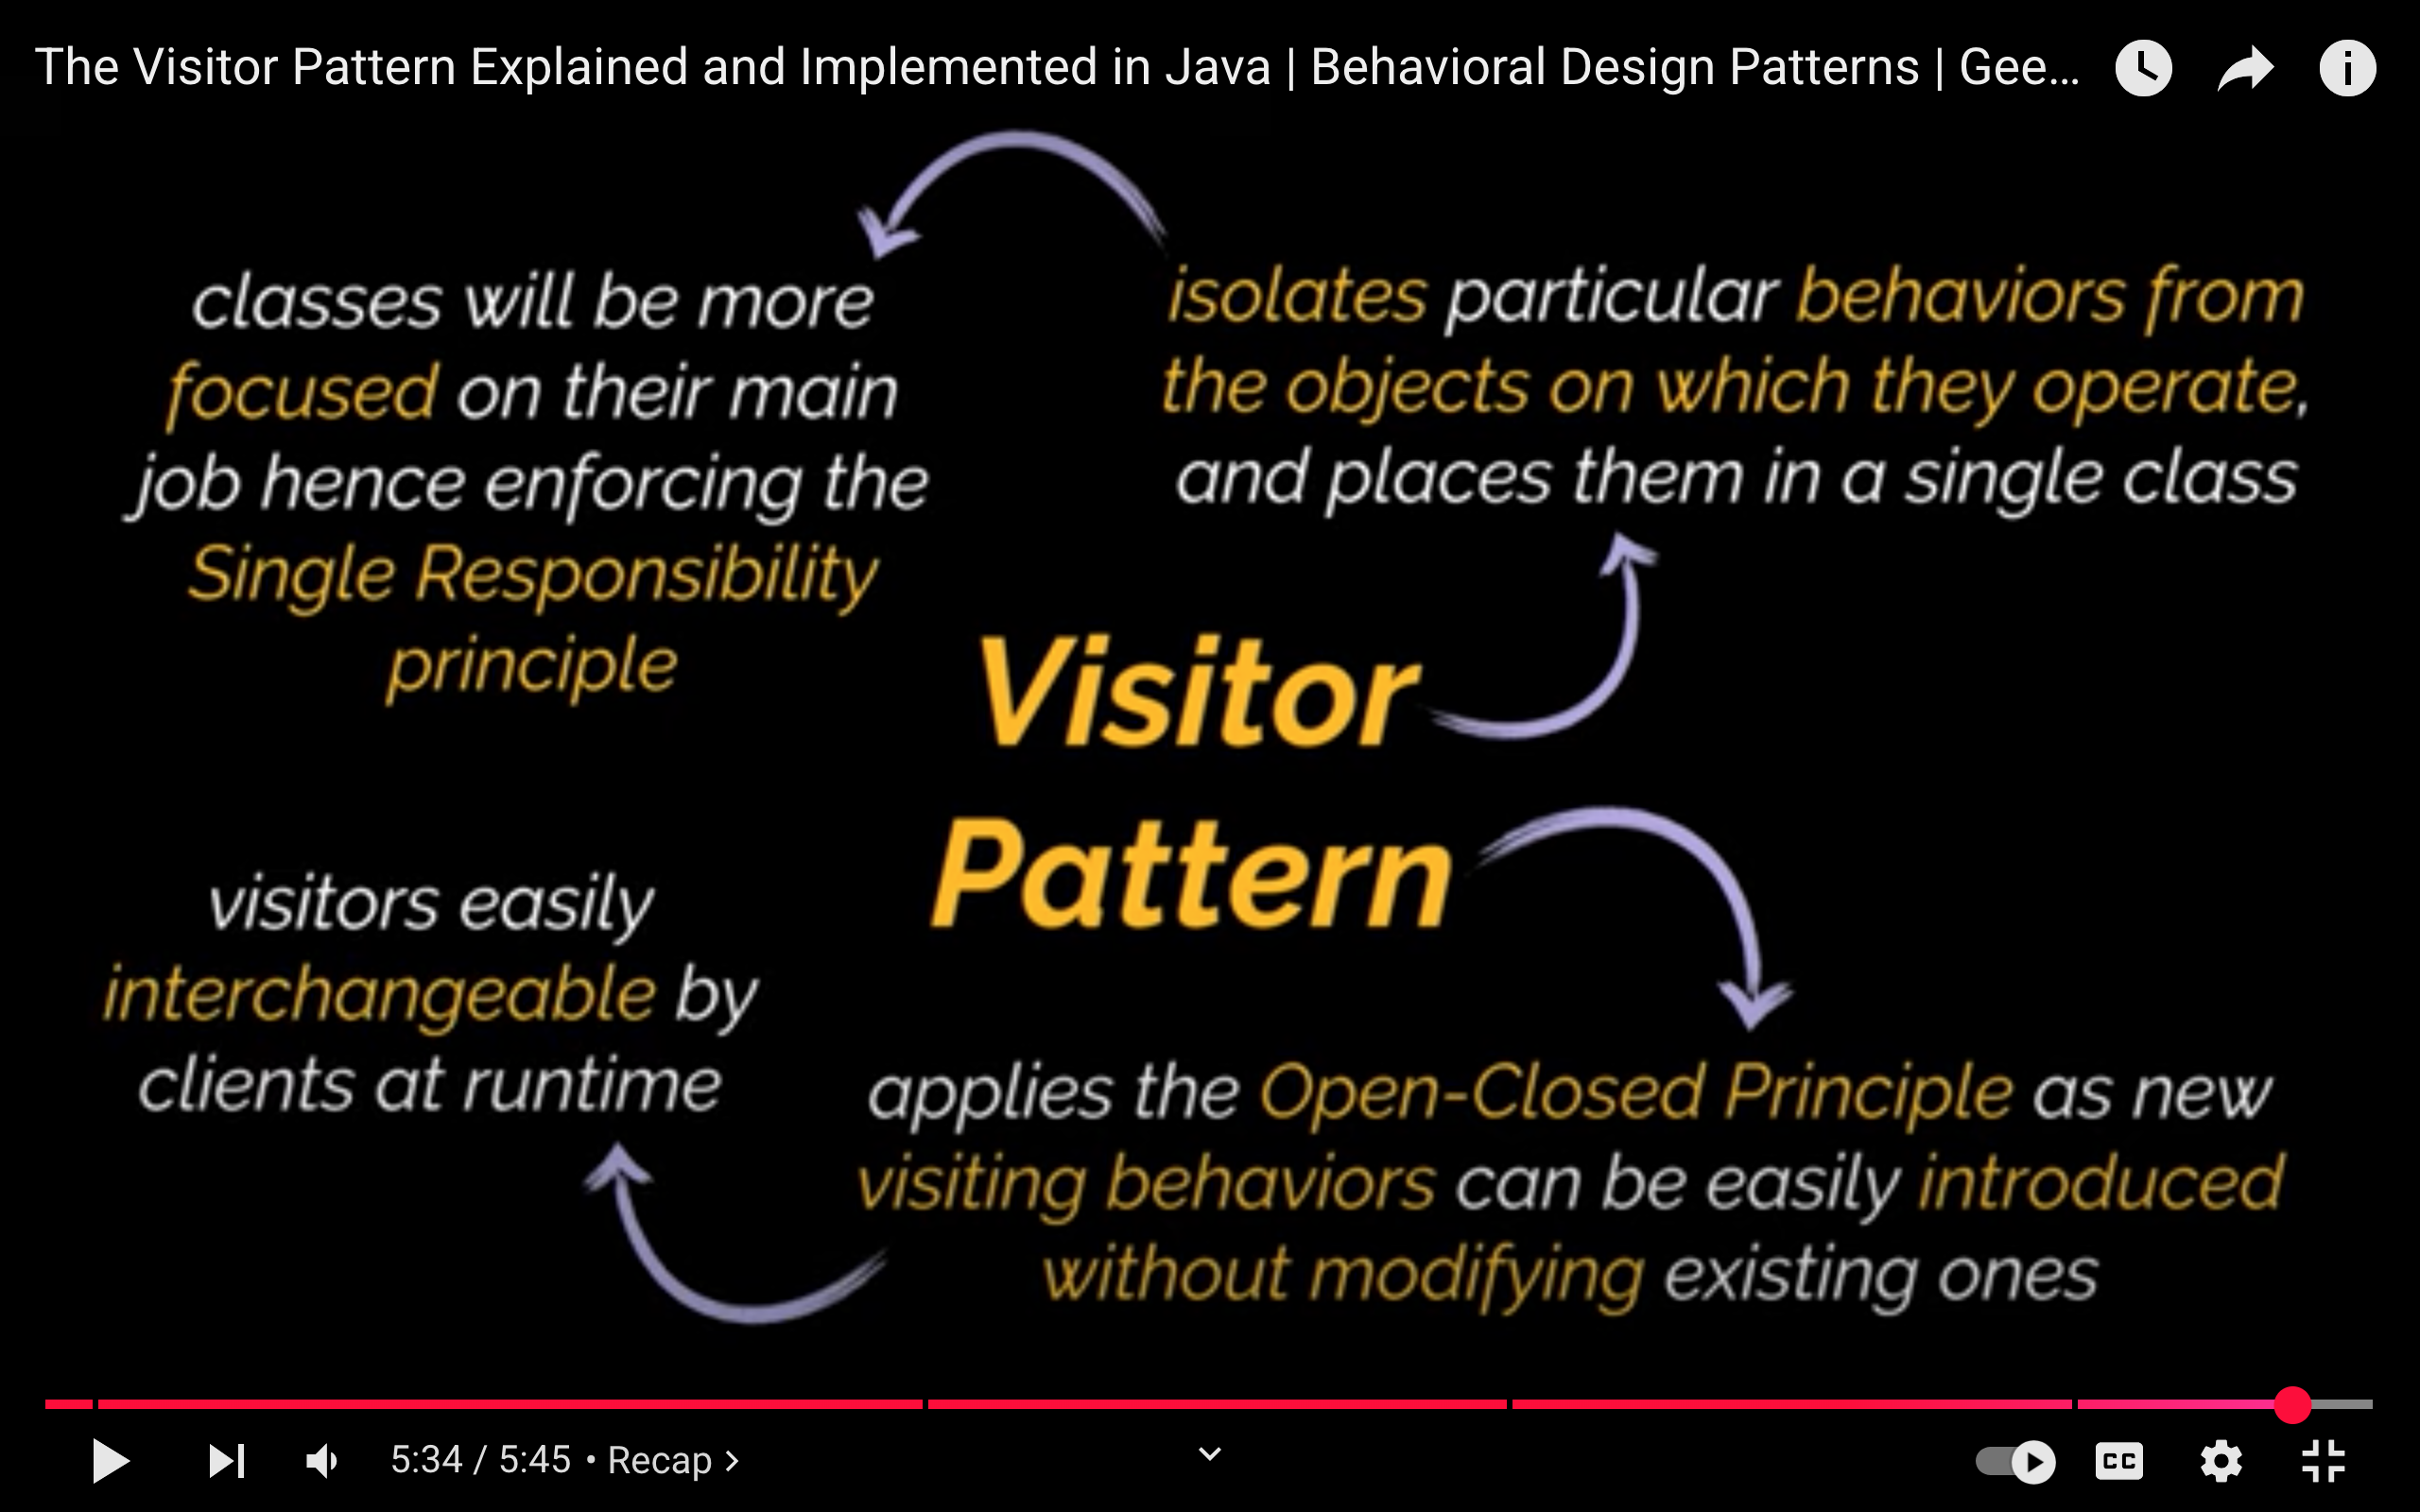 The Visitor Pattern Explained and Implemented in Java | Behavioral Design Patterns | Gee...
classes will be more
focused on their main
job hence enforcing the
Single Responsibility
principle
isolates particular behaviors from
the objects on which they operate,
and places them in a single class
Visitor
Pattern
visitors easily
interchangeable by
clients at runtime
applies the Open-Closed Principle as new
visiting behaviors can be easily introduced
without modifying existing ones
5:34 / 5:45 • Recap >
CC